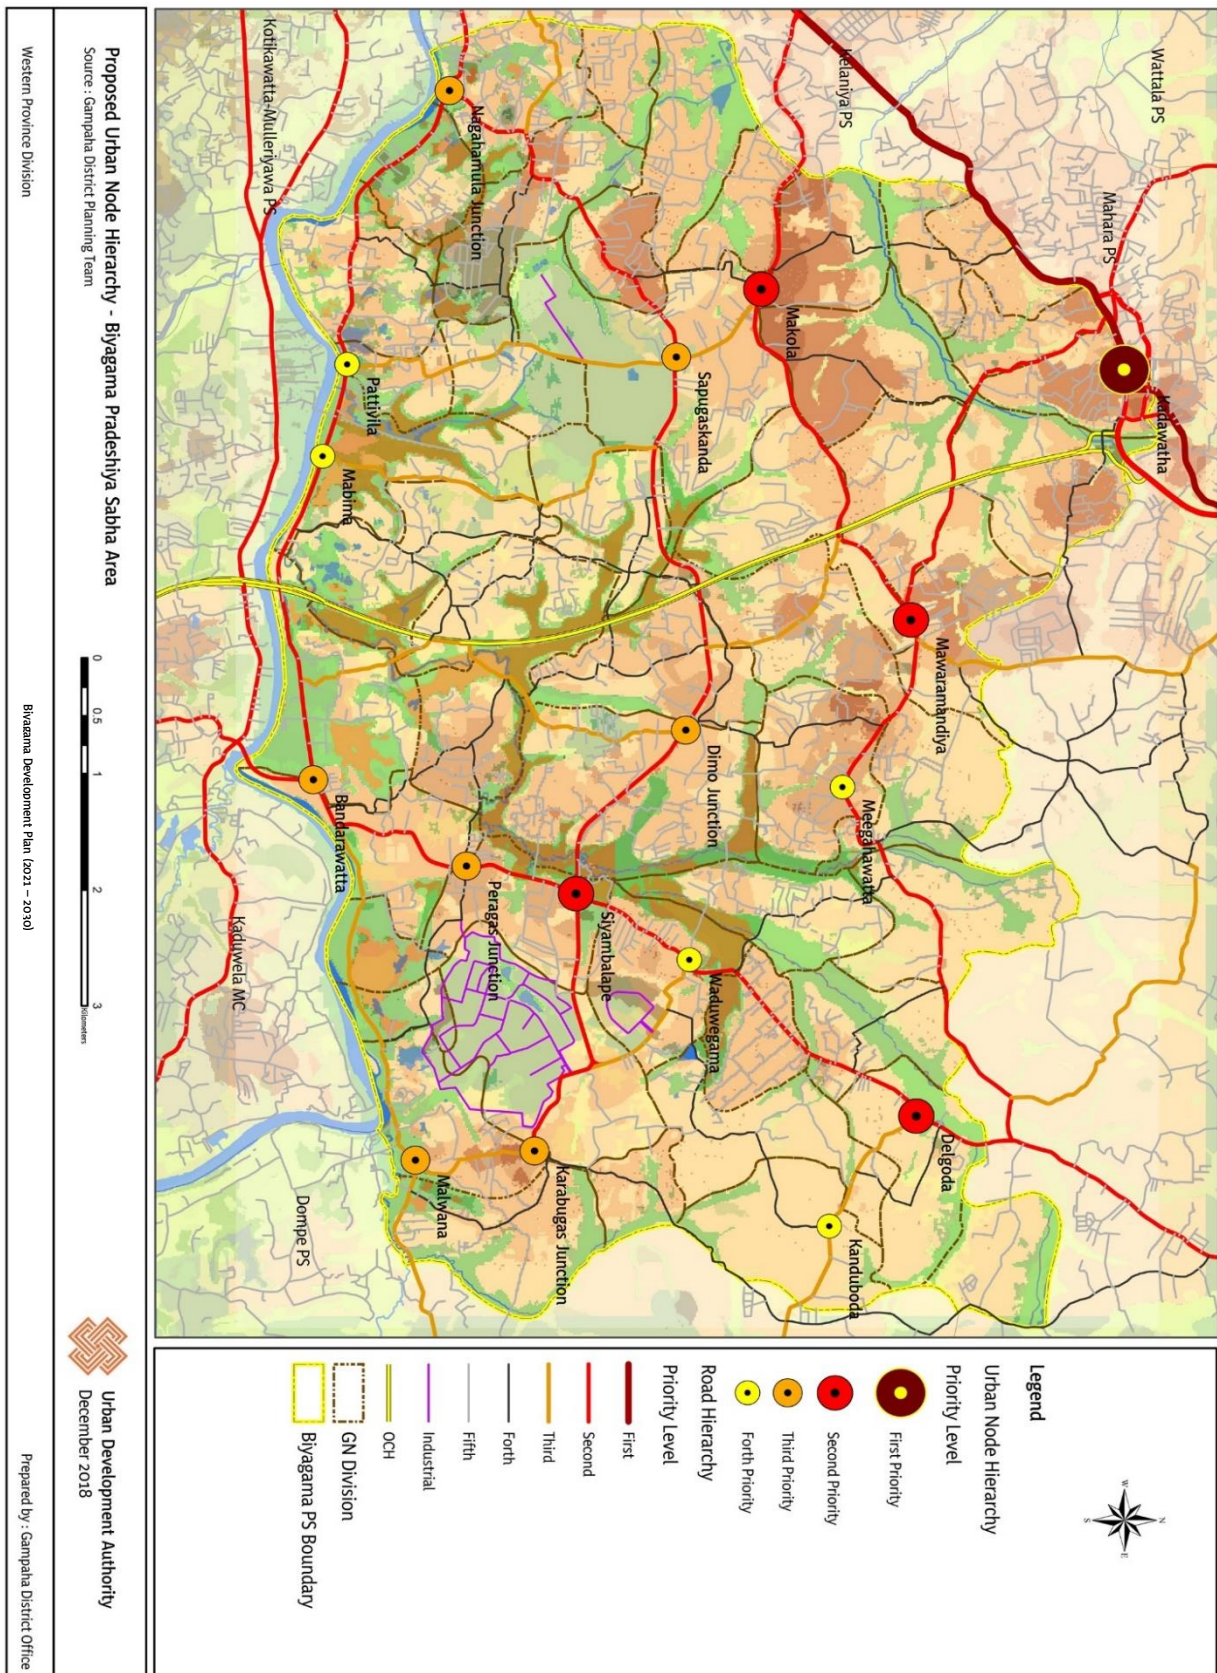 Wattala PS
Mahara PS
Kelaniya PS
Kadawatha
Makola
Mawaramandiya
Sapugaskanda
Meegahawatta
Dimo Junction
Delgoda
Waduwegama
Kanduboda
Siyambalape
Nagahamula Junction
Peragas Junction
Karabugas Junction
Pattivila
Mabima
Bandarawatta
Malwana
Kotikawatta-Mulleriyawa PS
Kaduwela MC
Dompe PS
N
W
E
S
Legend
Urban Node Hierarchy
Priority Level
First Priority
Second Priority
Third Priority
Forth Priority
Road Hierarchy
Priority Level
First
Second
Third
Forth
Fifth
Industrial
OCH
GN Division
Biyagama PS Boundary
Proposed Urban Node Hierarchy - Biyagama Pradeshiya Sabha Area
Source : Gampaha District Planning Team
0 0.5 1 2 3
Kilometers
Urban Development Authority
December 2018
Western Province Division
Biyagama Development Plan (2021 – 2030)
Prepared by : Gampaha District Office